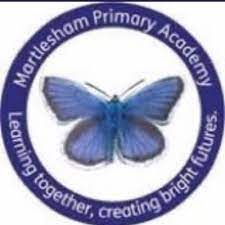 Martlesham Primary Academy
Learning together, creating bright futures.